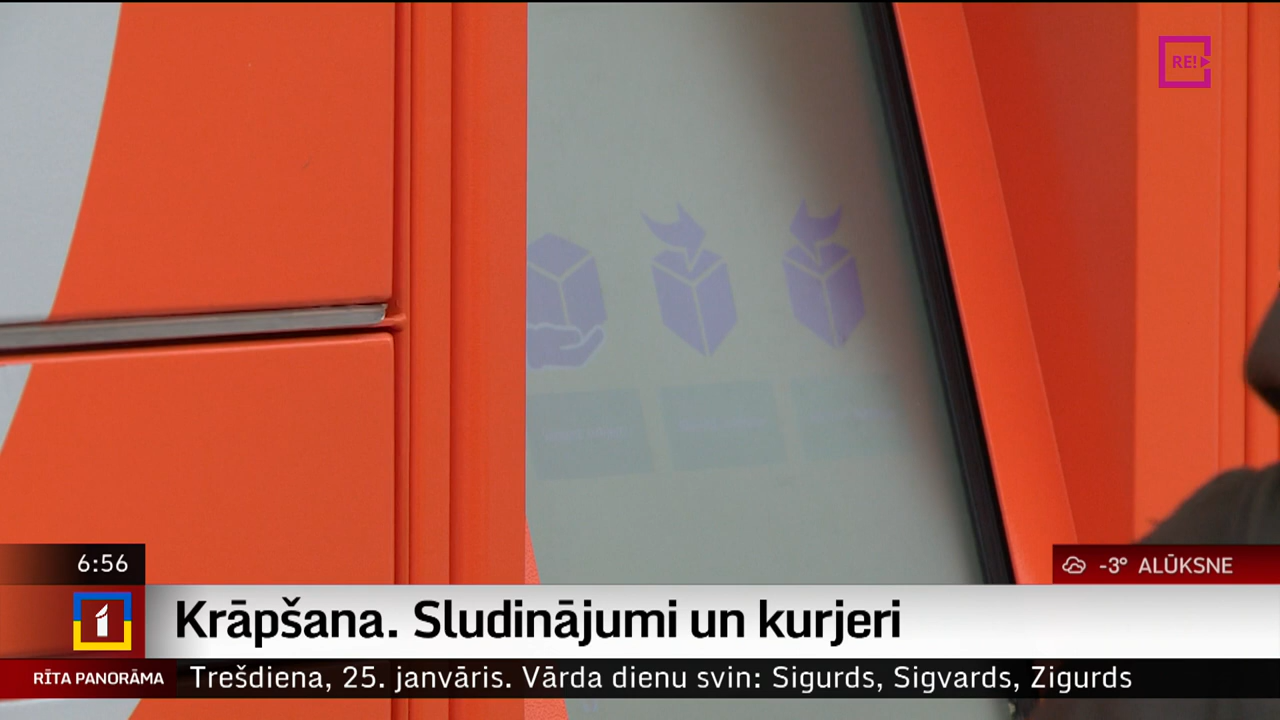 RE!
6:56
-3° ALŪKSNE
1
Krāpšana. Sludinājumi un kurjeri
RĪTA PANORĀMA
Trešdiena, 25. janvāris. Vārda dienu svin: Sigurds, Sigvards, Zigurds